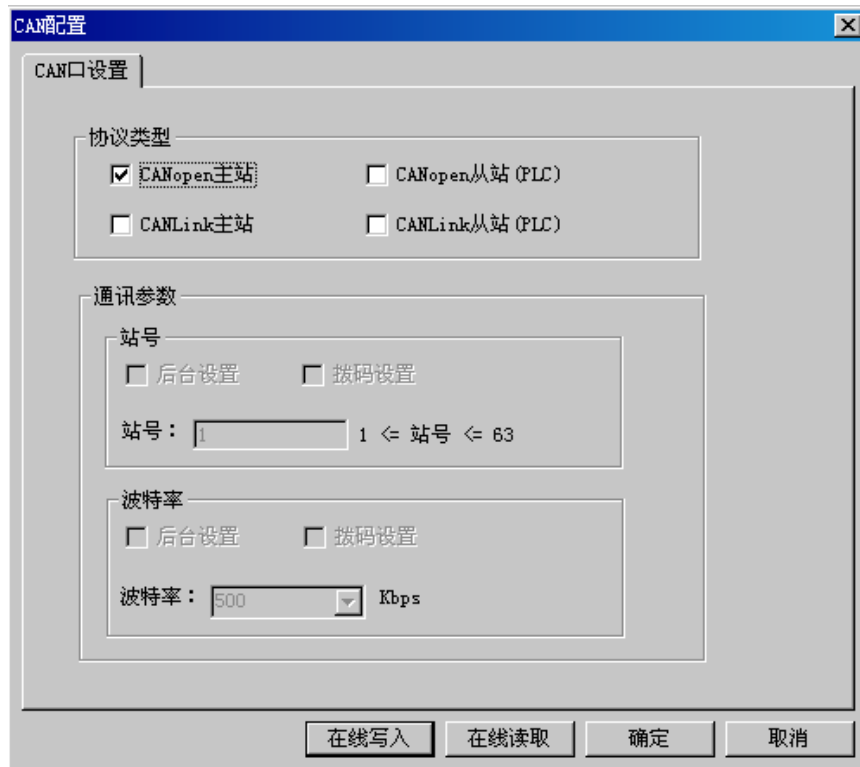 CAN配置
CAN口设置
协议类型
CANopen主站 CANopen从站(PLC)
CANLink主站 CANLink从站(PLC)
通讯参数
站号
后台设置 拨码设置
站号： 1 1 <= 站号 <= 63
波特率
后台设置 拨码设置
波特率： 500 Kbps
在线写入 在线读取 确定 取消